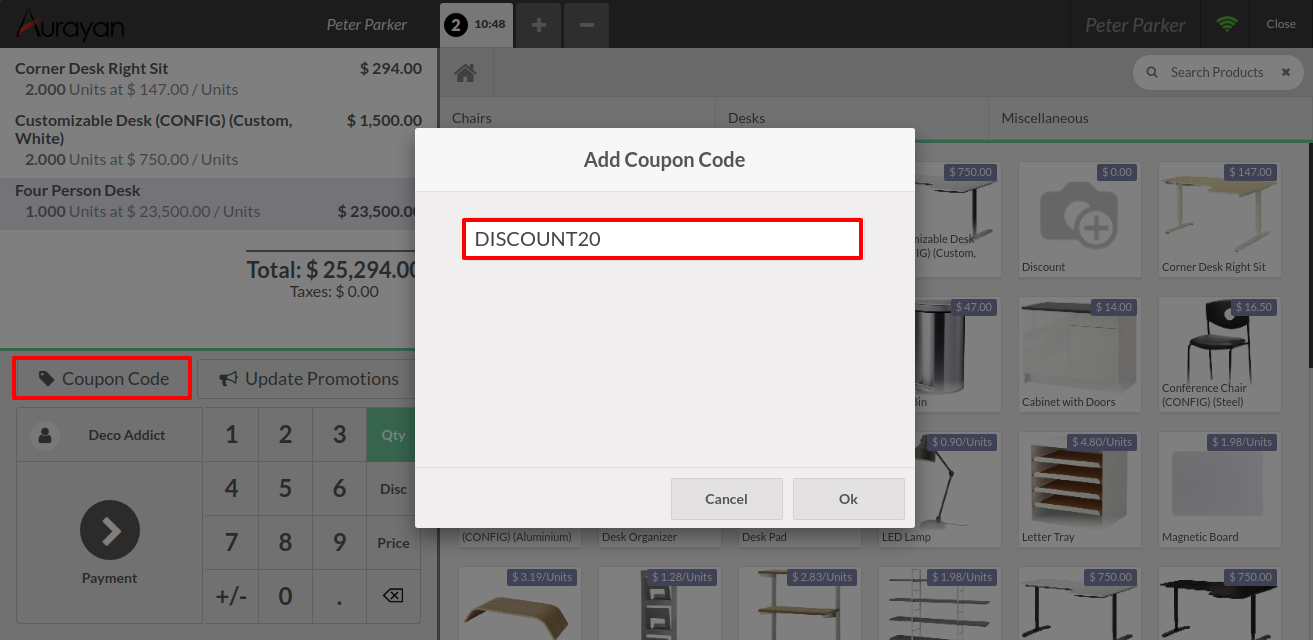 Aurayan
Peter Parker
2 10:48
Peter Parker
Close
Corner Desk Right Sit $ 294.00
2.000 Units at $ 147.00 / Units
Customizable Desk (CONFIG) (Custom, $ 1,500.00
White)
2.000 Units at $ 750.00 / Units
Four Person Desk
1.000 Units at $ 23,500.00 / Units $ 23,500.00
Total: $ 25,294.00
Taxes: $ 0.00
Coupon Code
Update Promotions
Deco Addict
1 2 3 Qty
4 5 6 Disc
7 8 9 Price
+/- 0 .
Payment
Search Products
Chairs
Desks
Miscellaneous
Add Coupon Code
DISCOUNT20
Cancel
Ok
$ 750.00
$ 0.00
Discount
$ 147.00
Corner Desk Right Sit
$ 47.00
$ 14.00
Cabinet with Doors
$ 16.50
Conference Chair
(CONFIG) (Steel)
(CONFIG) (Aluminium)
Desk Organizer
Desk Pad
$ 0.90/Units
LED Lamp
$ 4.80/Units
Letter Tray
$ 1.98/Units
Magnetic Board
$ 3.19/Units
$ 1.28/Units
$ 2.83/Units
$ 1.98/Units
$ 750.00
$ 750.00